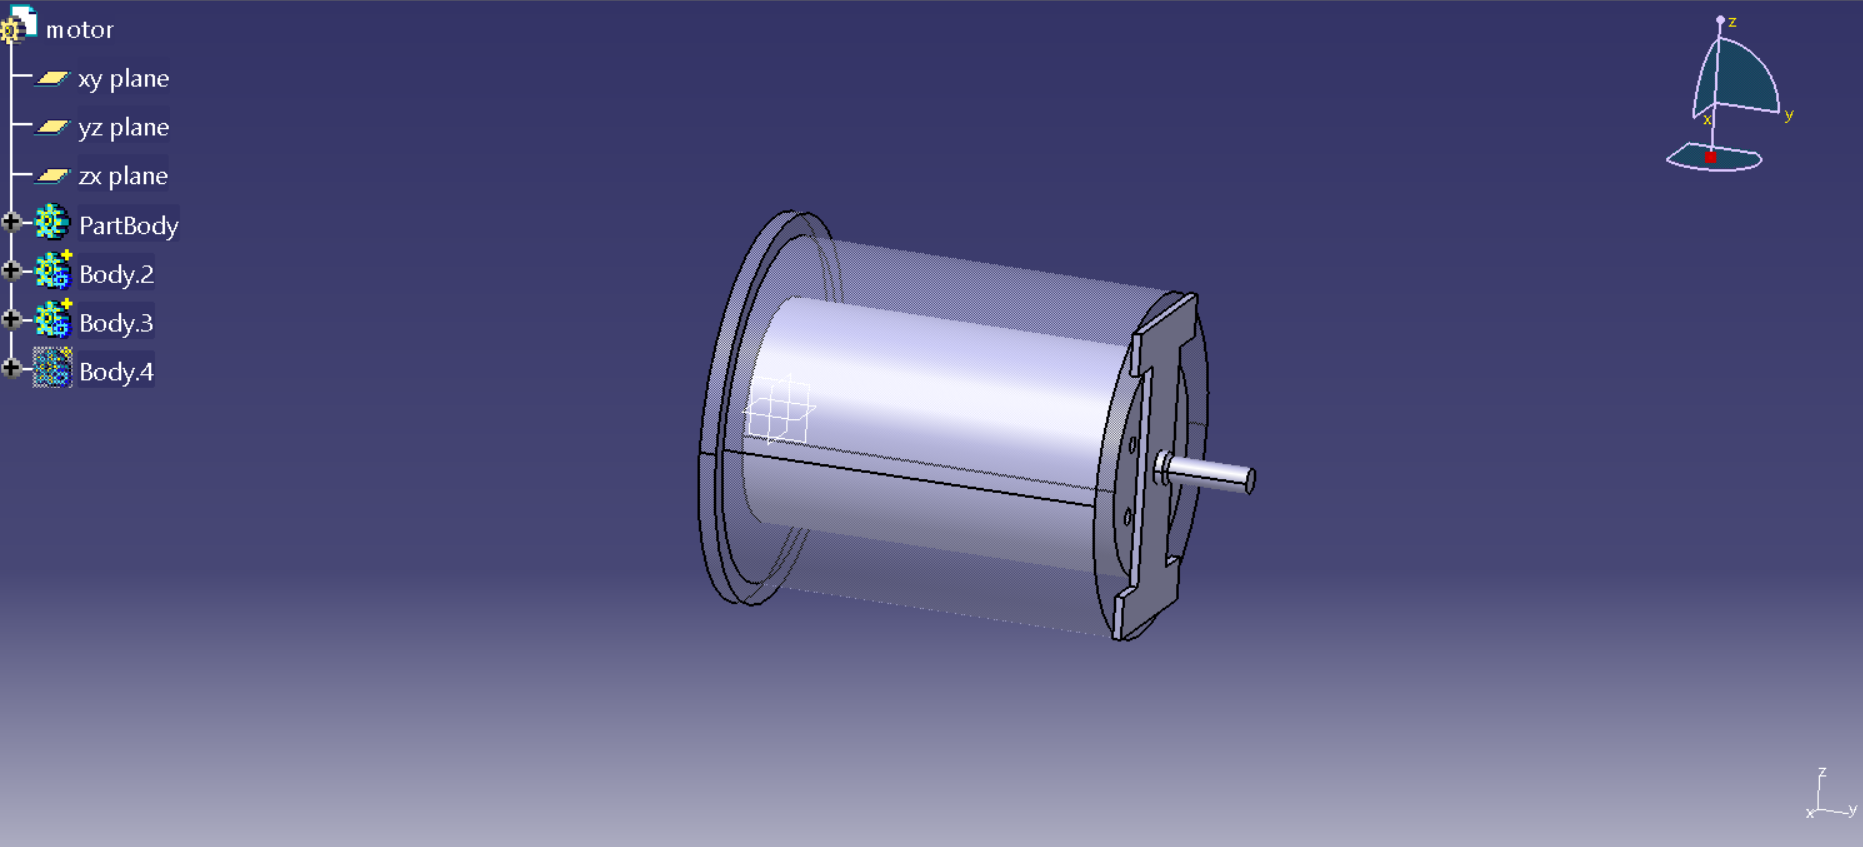 motor
xy plane
yz plane
zx plane
PartBody
Body.2
Body.3
Body.4
z
y
x
z
x
y